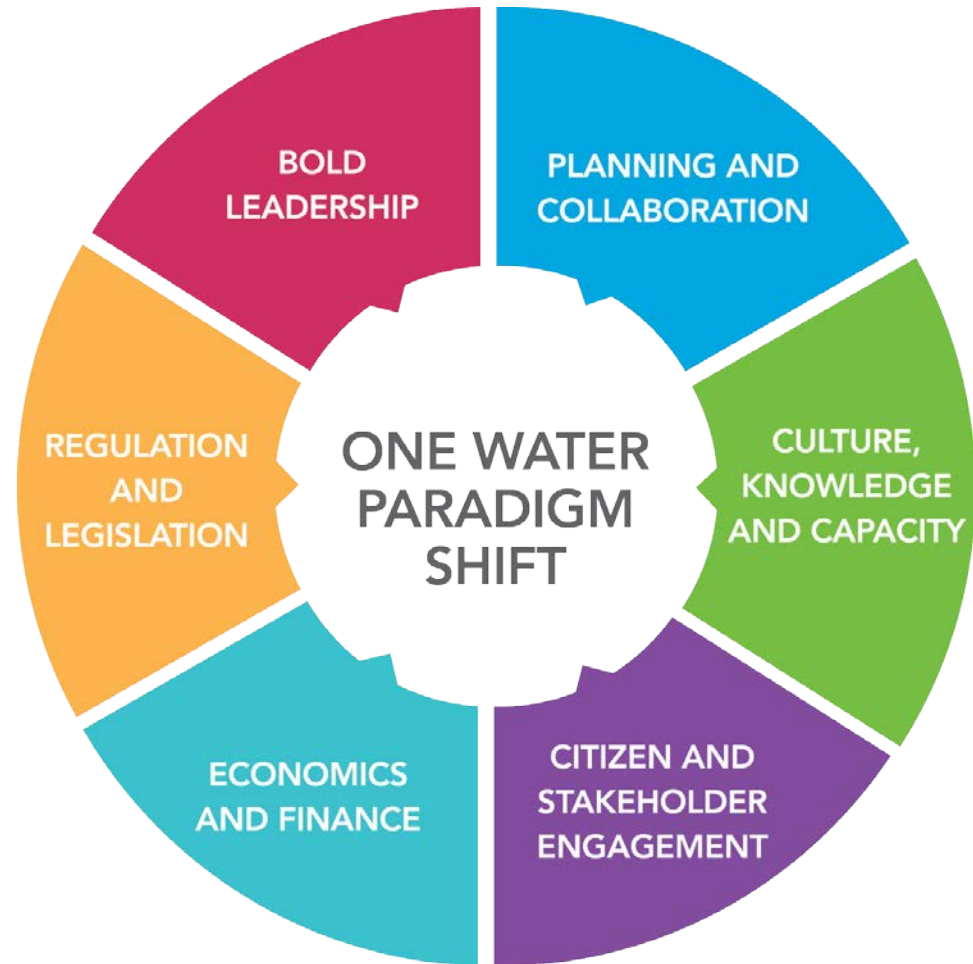 BOLD
LEADERSHIP
PLANNING AND
COLLABORATION
CULTURE,
KNOWLEDGE
AND CAPACITY
CITIZEN AND
STAKEHOLDER
ENGAGEMENT
ECONOMICS
AND FINANCE
REGULATION
AND
LEGISLATION
ONE WATER
PARADIGM
SHIFT